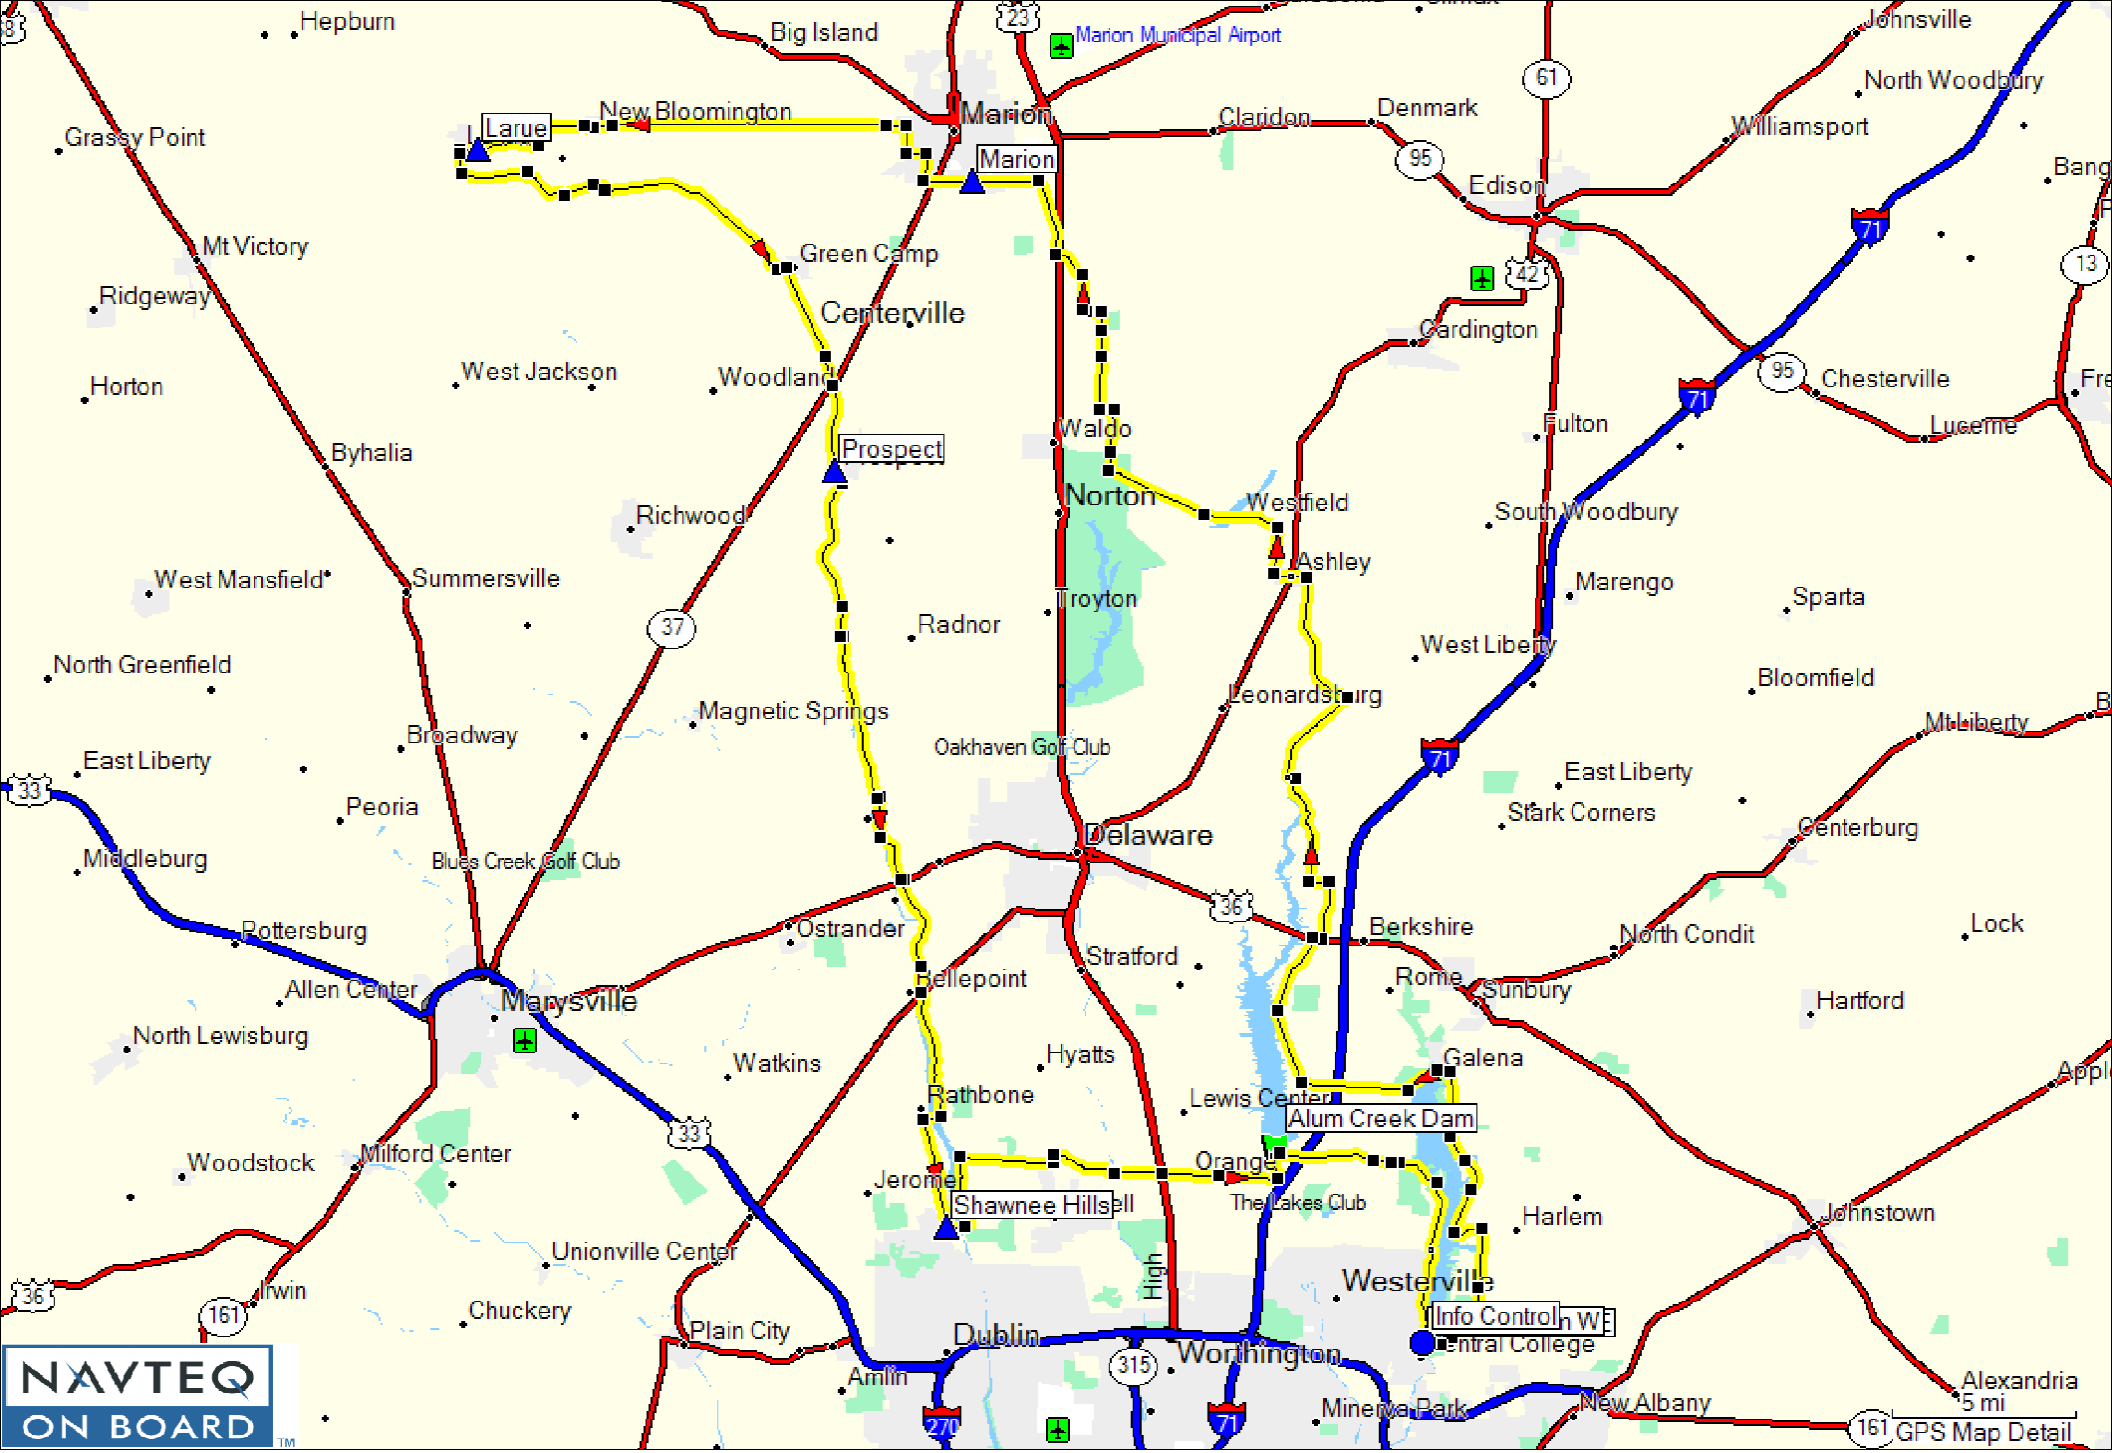 Hepburn
Big Island
23
Marion Municipal Airport
Johnsville
68
61
North Woodbury
New Bloomington
Larue
Marion
Claridon
Denmark
Williamsport
Grassy Point
Marion
95
Edison
Bang
Mt Victory
Green Camp
71
42
13
Ridgeway
Centerville
Cardington
West Jackson
Woodland
95
Chesterville
Fre
Horton
71
Fulton
Lucerne
Waldo
Byhalia
Prospect
Norton
Westfield
South Woodbury
Richwood
West Mansfield
Summersville
Ashley
Marengo
Troyton
Sparta
37
Radnor
West Liberty
North Greenfield
Leonardsburg
Bloomfield
Magnetic Springs
Mt Liberty
B
Broadway
Oakhaven Golf Club
71
East Liberty
East Liberty
33
Peoria
Stark Corners
Delaware
Centerburg
Middleburg
Blues Creek Golf Club
36
Pottersburg
Ostrander
Berkshire
North Condit
Lock
Stratford
Bellepoint
Rome
Sunbury
Allen Center
Marysville
Hartford
North Lewisburg
Watkins
Hyatts
Galena
Appl
Rathbone
Lewis Center
Alum Creek Dam
33
Woodstock
Milford Center
Orange
Jerome
Shawnee Hills
ell
The Lakes Club
Harlem
Johnstown
Unionville Center
High
Westerville
36
Irwin
161
Chuckery
Info Control
n WE
Plain City
Dublin
Worthington
entral College
315
Amlin
Alexandria
5 mi
270
71
Minerva Park
New Albany
161
GPS Map Detail
NAVTEQ
ON BOARD
TM